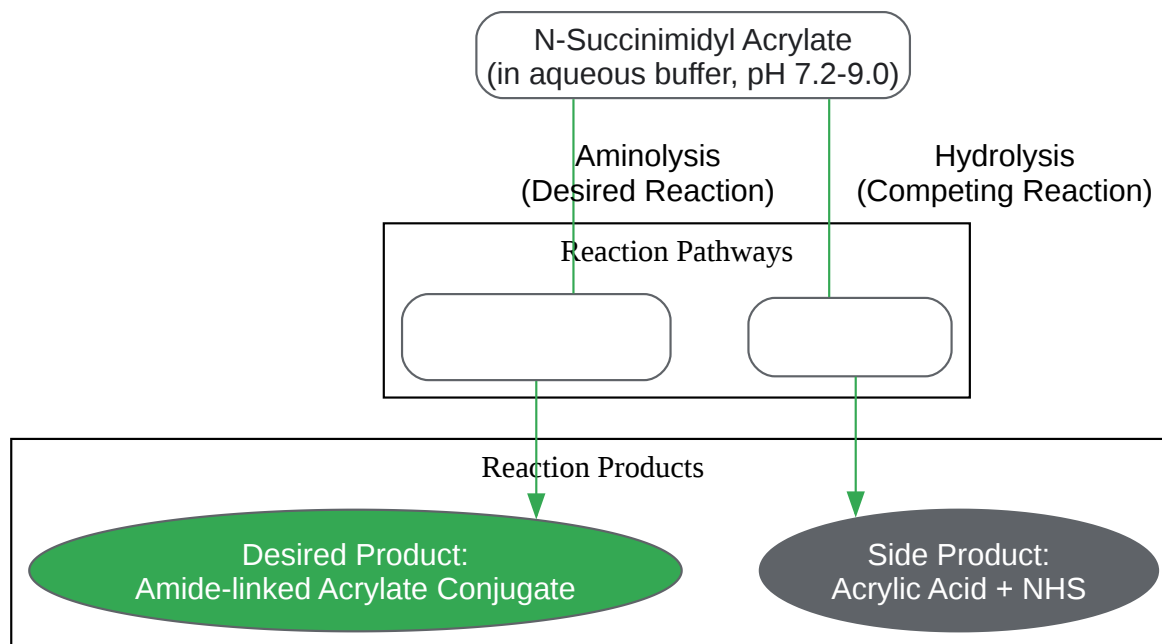 N-Succinimidyl Acrylate
(in aqueous buffer, pH 7.2-9.0)
Aminolysis
(Desired Reaction)
Hydrolysis
(Competing Reaction)
Reaction Pathways
Reaction Products
Desired Product:
Amide-linked Acrylate Conjugate
Side Product:
Acrylic Acid + NHS